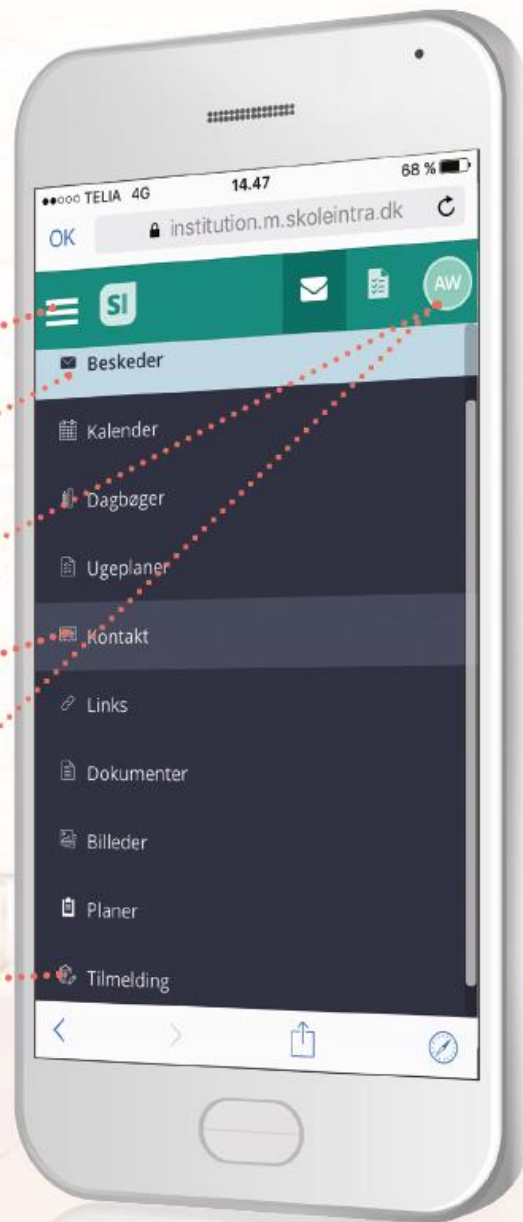 TELIA 4G 14.47 68 %
OK institution.m.skoleintra.dk
SI AW
Beskeder
Kalender
Dagbøger
Ugeplaner
Kontakt
Links
Dokumenter
Billeder
Planer
Tilmelding